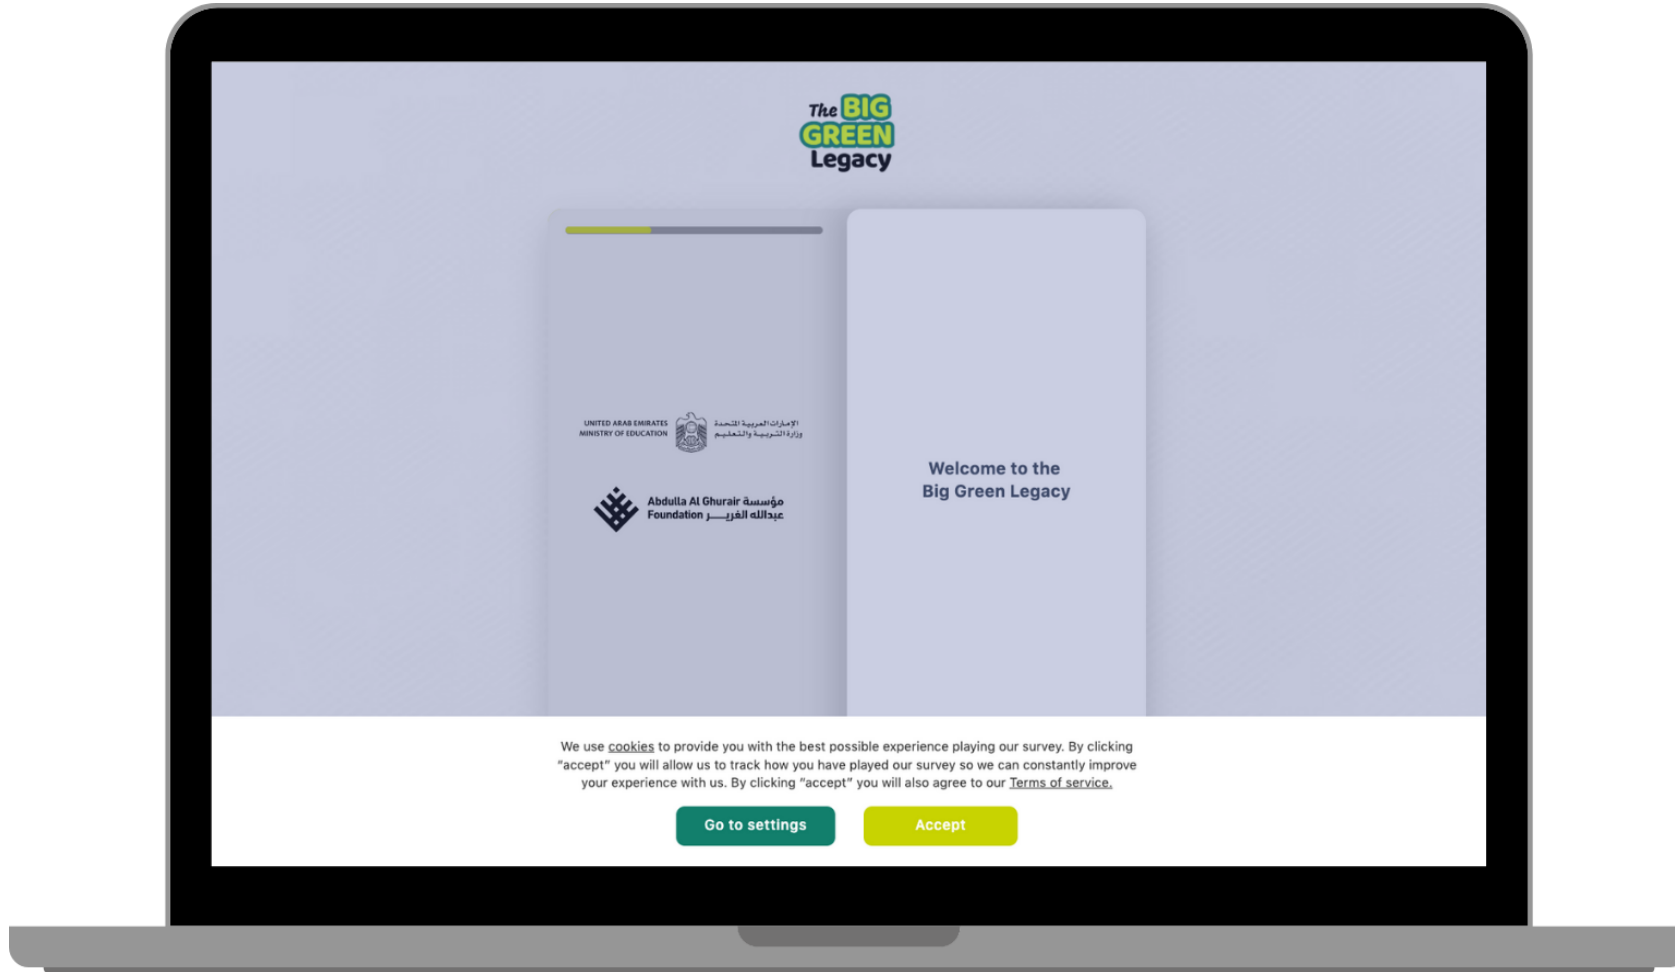 The BIG
GREEN
Legacy
UNITED ARAB EMIRATES
MINISTRY OF EDUCATION
الإمارات العربية المتحدة
وزارة التربية والتعليم
Abdulla Al Ghurair مؤسسة
Foundation عبدالله الغرير
Welcome to the
Big Green Legacy
We use cookies to provide you with the best possible experience playing our survey. By clicking
“accept” you will allow us to track how you have played our survey so we can constantly improve
your experience with us. By clicking “accept” you will also agree to our Terms of service.
Go to settings
Accept